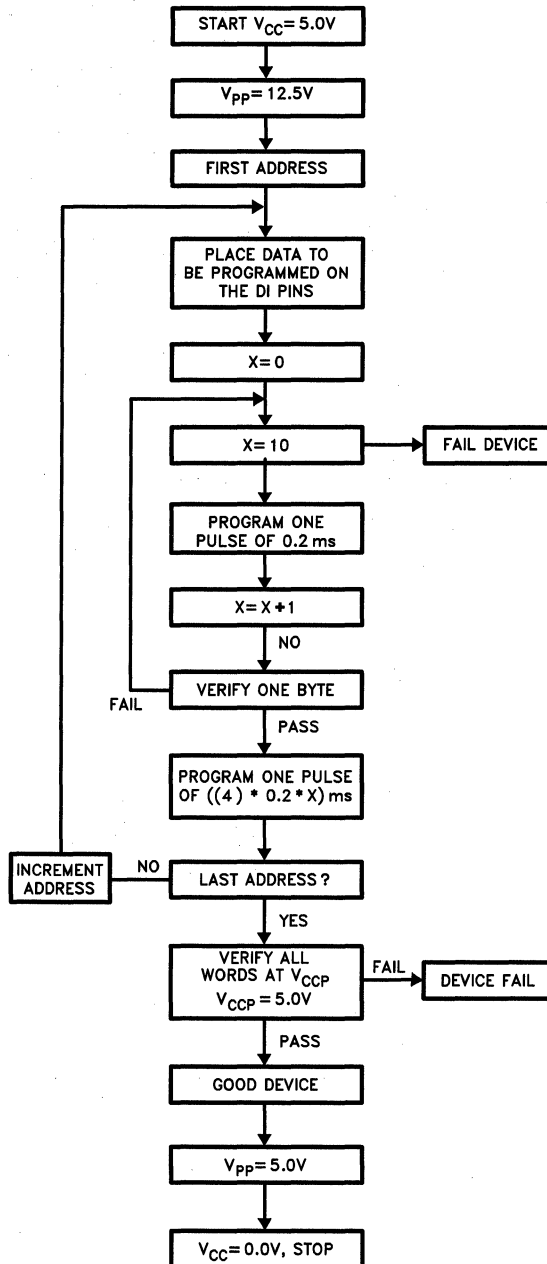 START V_CC = 5.0V
V_PP = 12.5V
FIRST ADDRESS
PLACE DATA TO
BE PROGRAMMED ON
THE DI PINS
X = 0
X = 10
FAIL DEVICE
PROGRAM ONE
PULSE OF 0.2 ms
X = X + 1
NO
VERIFY ONE BYTE
FAIL
PASS
PROGRAM ONE PULSE
OF ((4) * 0.2 * X) ms
INCREMENT
ADDRESS
NO
LAST ADDRESS?
YES
VERIFY ALL
WORDS AT V_CCP
V_CCP = 5.0V
FAIL
DEVICE FAIL
PASS
GOOD DEVICE
V_PP = 5.0V
V_CC = 0.0V, STOP